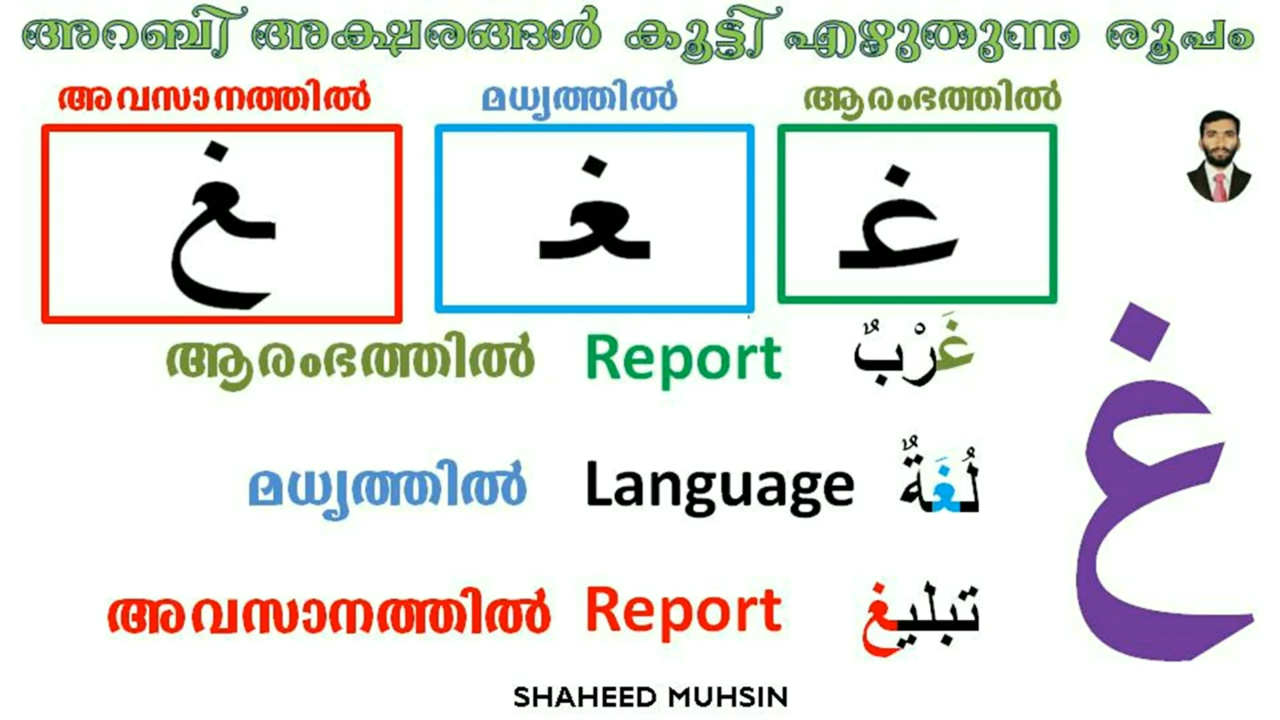 അറബി അക്ഷരങ്ങൾ കൂട്ടി എഴുതുന്ന രൂപം
അവസാനത്തിൽ മധ്യത്തിൽ ആരംഭത്തിൽ
ـغ ـغـ غـ
ആരംഭത്തിൽ Report غَرْبٌ
മധ്യത്തിൽ Language لُغَةٌ
അവസാനത്തിൽ Report تبليغ
غ
SHAHEED MUHSIN